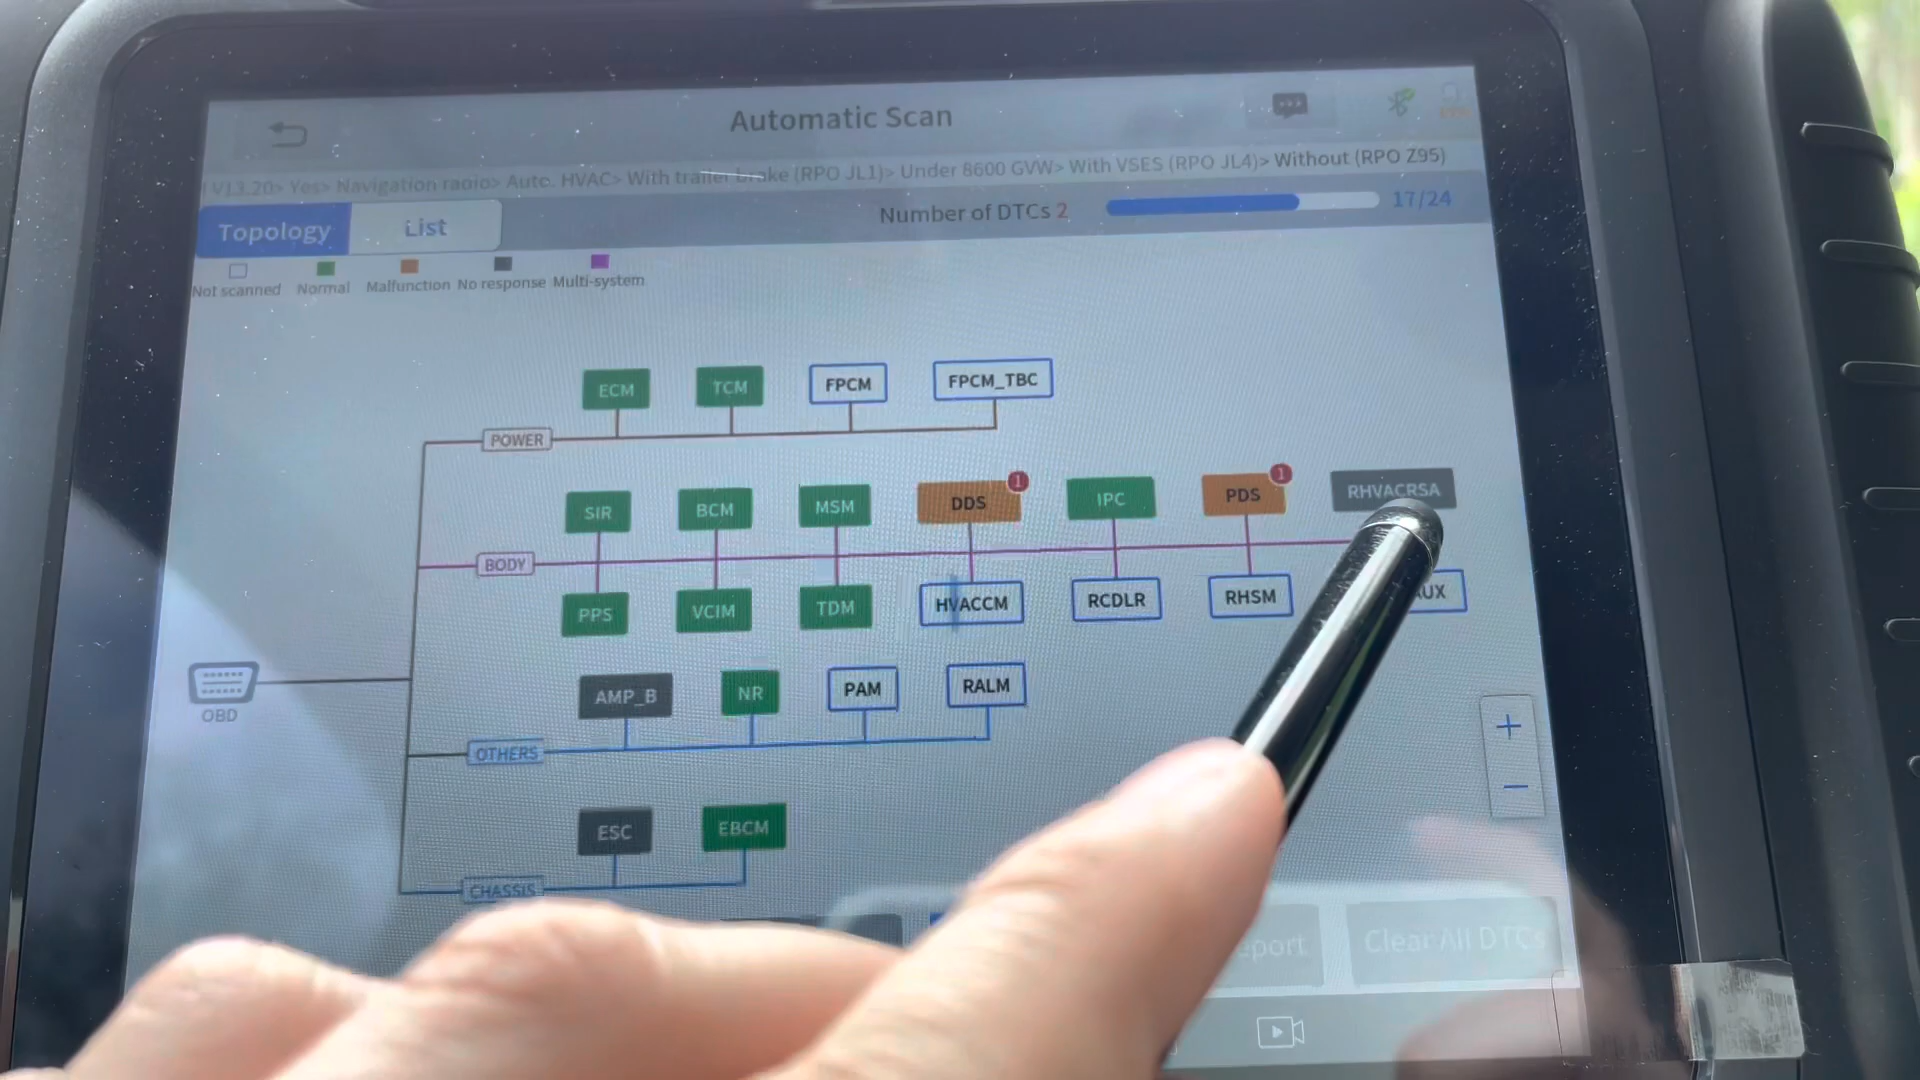 Automatic Scan
V13.20> Yes> Navigation radio> Auto. HVAC> With trailer brake (RPO JL1)> Under 8600 GVW> With VSES (RPO JL4)> Without (RPO Z95)
Topology List Number of DTCs 2 17/24
Not scanned Normal Malfunction No response Multi-system
ECM TCM FPCM FPCM_TBC
POWER
SIR BCM MSM DDS 1 IPC PDS 1 RHVACRSA
BODY
PPS VCIM TDM HVACCM RCDLR RHSM AUX
AMP_B NR PAM RALM
OBD
OTHERS
+
-
ESC EBCM
CHASSIS
eport Clear All DTCs